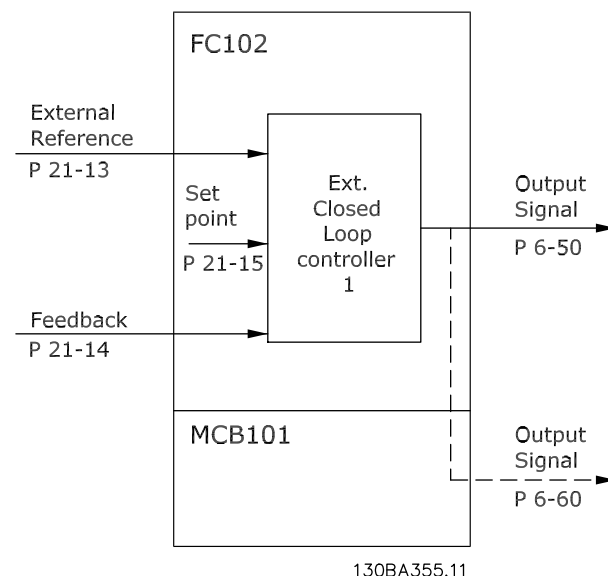 FC102
External
Reference
P 21-13
Set
point
P 21-15
Ext.
Closed
Loop
controller
1
Output
Signal
P 6-50
Feedback
P 21-14
MCB101
Output
Signal
P 6-60
130BA355.11